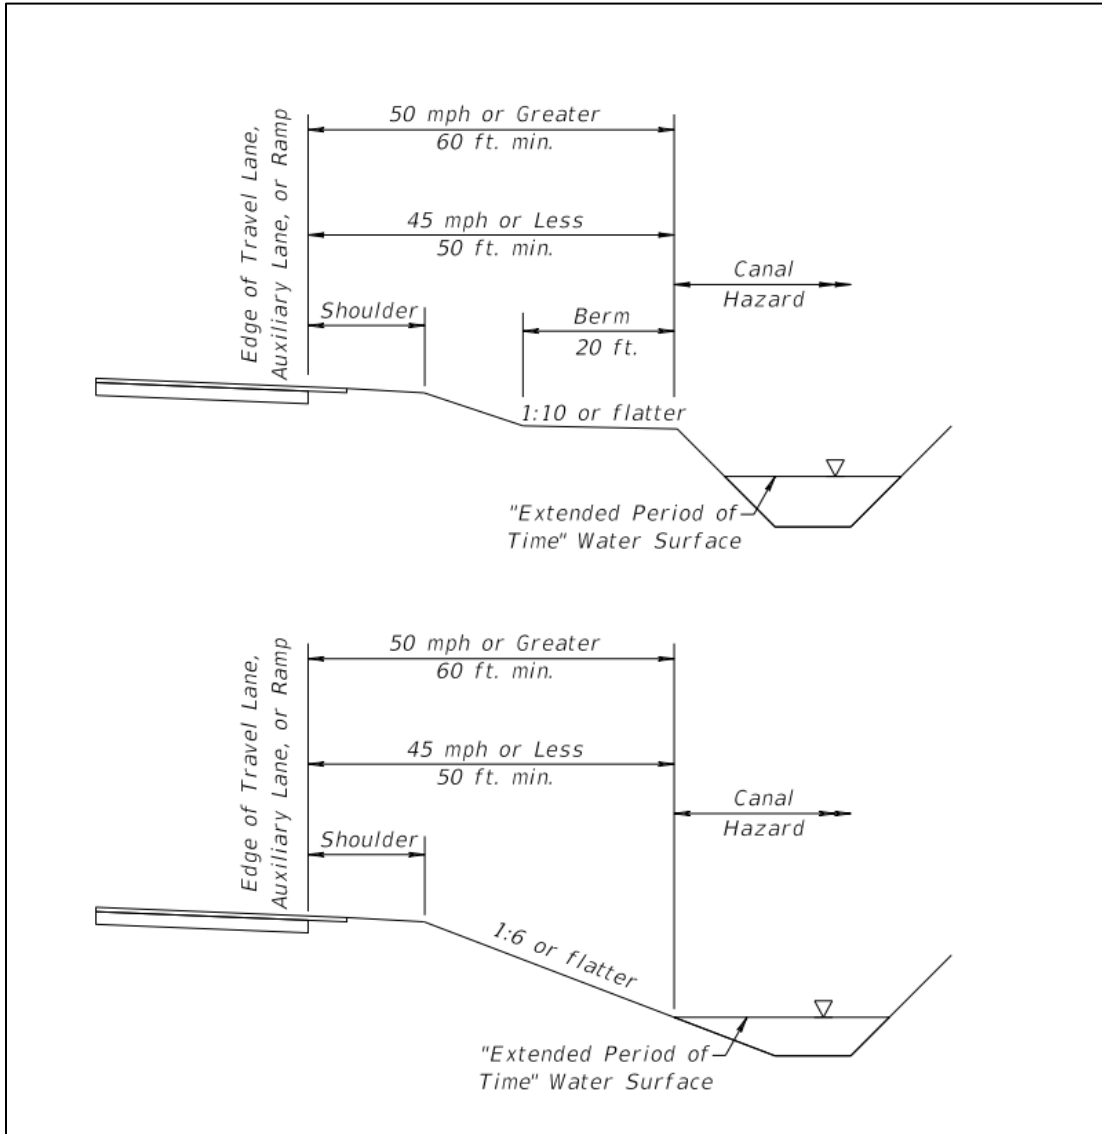 50 mph or Greater
60 ft. min.
Edge of Travel Lane,
Auxiliary Lane, or Ramp
45 mph or Less
50 ft. min.
Canal
Hazard
Shoulder
Berm
20 ft.
1:10 or flatter
"Extended Period of
Time" Water Surface
50 mph or Greater
60 ft. min.
Edge of Travel Lane,
Auxiliary Lane, or Ramp
45 mph or Less
50 ft. min.
Canal
Hazard
Shoulder
1:6 or flatter
"Extended Period of
Time" Water Surface